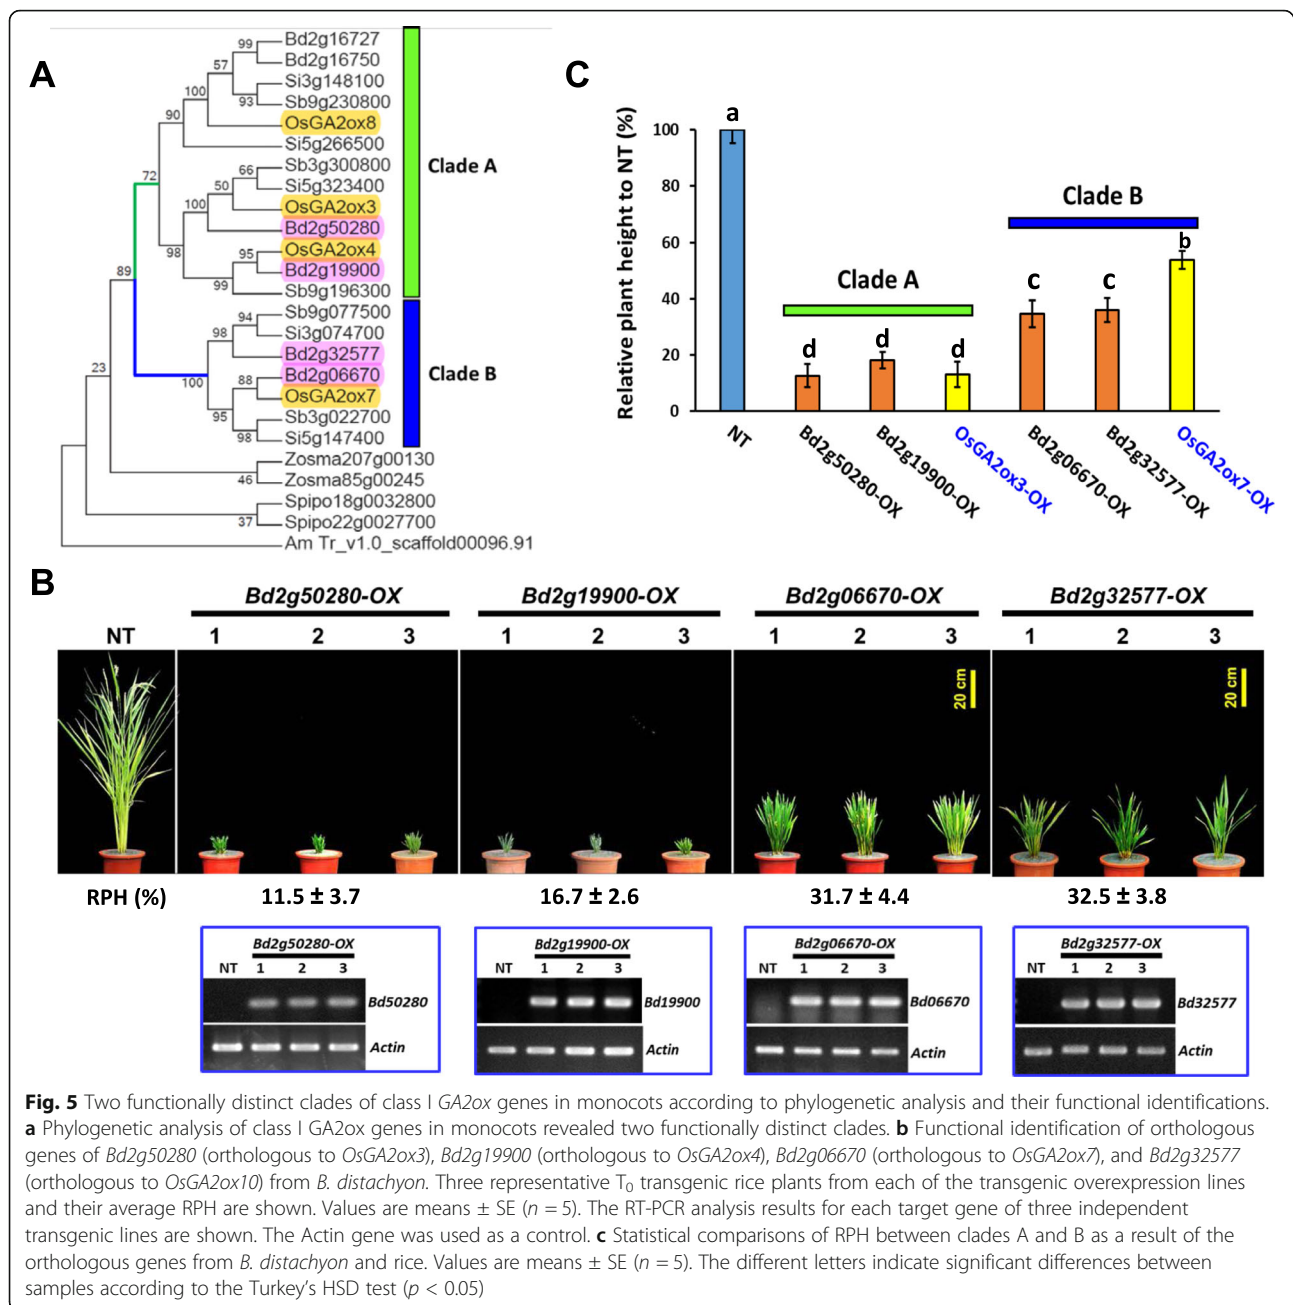 A
Bd2g16727
Bd2g16750
Si3g148100
Sb9g230800
OsGA2ox8
Si5g266500
Sb3g300800
Si5g323400
OsGA2ox3
Bd2g50280
OsGA2ox4
Bd2g19900
Sb9g196300
Sb9g077500
Si3g074700
Bd2g32577
Bd2g06670
OsGA2ox7
Sb3g022700
Si5g147400
Zosma207g00130
Zosma85g00245
Spipo18g0032800
Spipo22g0027700
Am Tr_v1.0_scaffold00096.91
99
57
93
100
90
72
66
50
100
98
95
99
89
94
98
100
88
95
98
23
46
37
Clade A
Clade B
C
Relative plant height to NT (%)
100
80
60
40
20
0
a
d
d
d
c
c
b
Clade A
Clade B
NT
Bd2g50280-OX
Bd2g19900-OX
OsGA2ox3-OX
Bd2g06670-OX
Bd2g32577-OX
OsGA2ox7-OX
B
Bd2g50280-OX Bd2g19900-OX Bd2g06670-OX Bd2g32577-OX
NT 1 2 3 1 2 3 1 2 3 1 2 3
20 cm 20 cm
RPH (%) 11.5 ± 3.7 16.7 ± 2.6 31.7 ± 4.4 32.5 ± 3.8
Bd2g50280-OX
NT 1 2 3
Bd50280
Actin
Bd2g19900-OX
NT 1 2 3
Bd19900
Actin
Bd2g06670-OX
NT 1 2 3
Bd06670
Actin
Bd2g32577-OX
NT 1 2 3
Bd32577
Actin
Fig. 5 Two functionally distinct clades of class I GA2ox genes in monocots according to phylogenetic analysis and their functional identifications.
a Phylogenetic analysis of class I GA2ox genes in monocots revealed two functionally distinct clades. b Functional identification of orthologous
genes of Bd2g50280 (orthologous to OsGA2ox3), Bd2g19900 (orthologous to OsGA2ox4), Bd2g06670 (orthologous to OsGA2ox7), and Bd2g32577
(orthologous to OsGA2ox10) from B. distachyon. Three representative T0 transgenic rice plants from each of the transgenic overexpression lines
and their average RPH are shown. Values are means ± SE (n = 5). The RT-PCR analysis results for each target gene of three independent
transgenic lines are shown. The Actin gene was used as a control. c Statistical comparisons of RPH between clades A and B as a result of the
orthologous genes from B. distachyon and rice. Values are means ± SE (n = 5). The different letters indicate significant differences between
samples according to the Turkey's HSD test (p < 0.05)